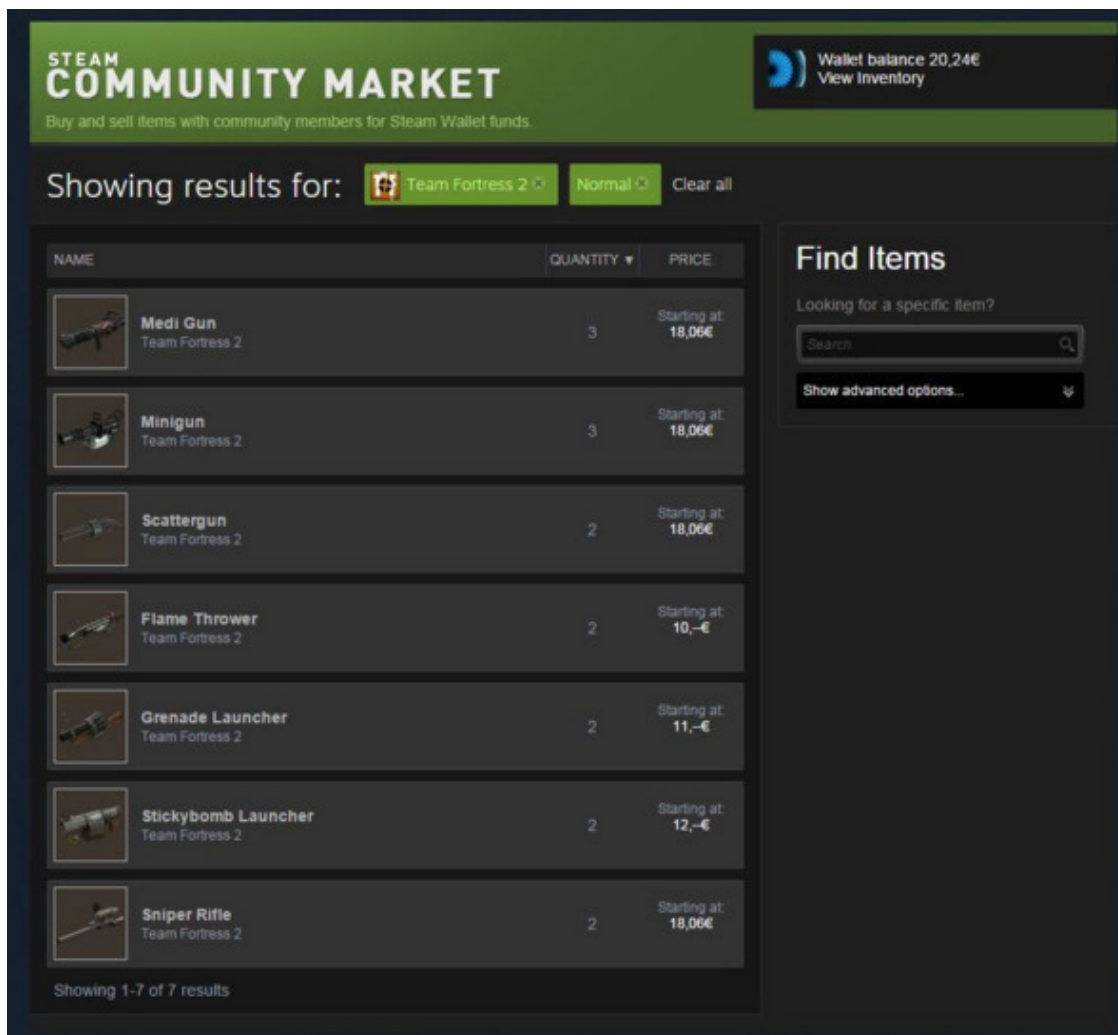 STEAM
COMMUNITY MARKET
Buy and sell items with community members for Steam Wallet funds.
Wallet balance 20,24€
View Inventory
Showing results for: Team Fortress 2 Normal Clear all
NAME QUANTITY ▼ PRICE
Medi Gun
Team Fortress 2
3
Starting at:
18,06€
Minigun
Team Fortress 2
3
Starting at:
18,06€
Scattergun
Team Fortress 2
2
Starting at:
18,06€
Flame Thrower
Team Fortress 2
2
Starting at:
10,--€
Grenade Launcher
Team Fortress 2
2
Starting at:
11,--€
Stickybomb Launcher
Team Fortress 2
2
Starting at:
12,--€
Sniper Rifle
Team Fortress 2
2
Starting at:
18,06€
Showing 1-7 of 7 results
Find Items
Looking for a specific item?
Search
Show advanced options...